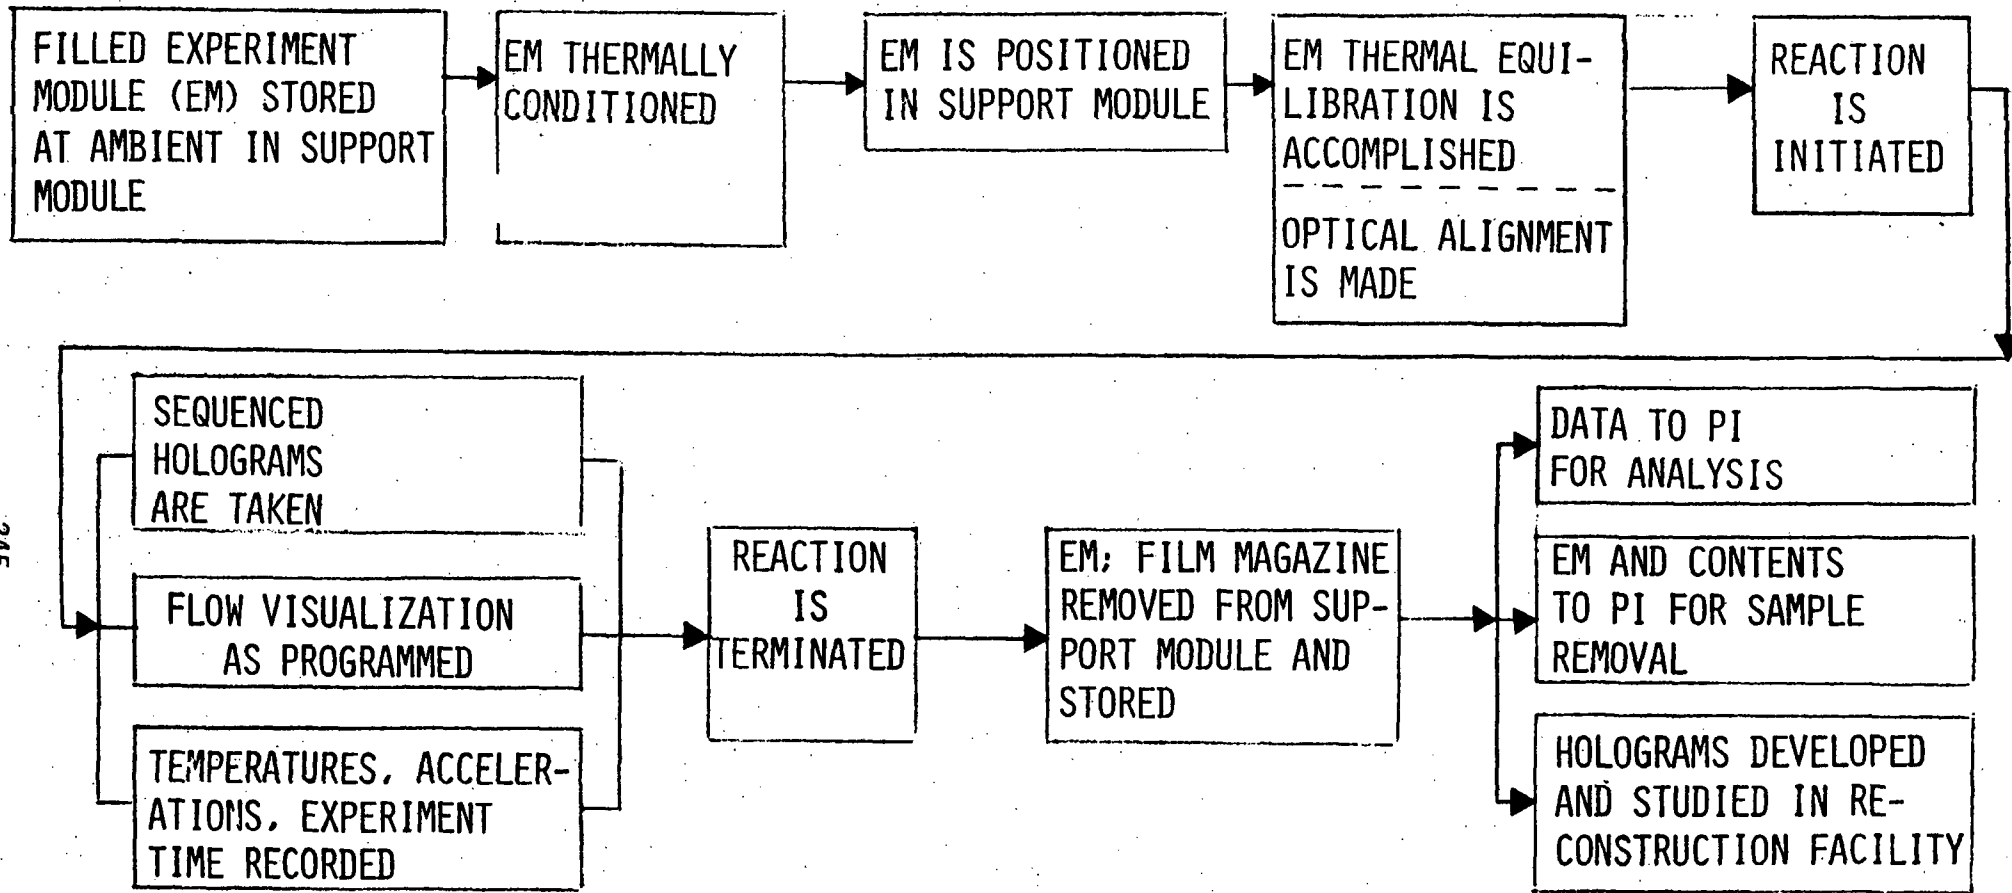 FILLED EXPERIMENT
MODULE (EM) STORED
AT AMBIENT IN SUPPORT
MODULE
EM THERMALLY
CONDITIONED
EM IS POSITIONED
IN SUPPORT MODULE
EM THERMAL EQUI-
LIBRATION IS
ACCOMPLISHED
OPTICAL ALIGNMENT
IS MADE
REACTION
IS
INITIATED
SEQUENCED
HOLOGRAMS
ARE TAKEN
FLOW VISUALIZATION
AS PROGRAMMED
TEMPERATURES, ACCELER-
ATIONS, EXPERIMENT
TIME RECORDED
REACTION
IS
TERMINATED
EM; FILM MAGAZINE
REMOVED FROM SUP-
PORT MODULE AND
STORED
DATA TO PI
FOR ANALYSIS
EM AND CONTENTS
TO PI FOR SAMPLE
REMOVAL
HOLOGRAMS DEVELOPED
AND STUDIED IN RE-
CONSTRUCTION FACILITY